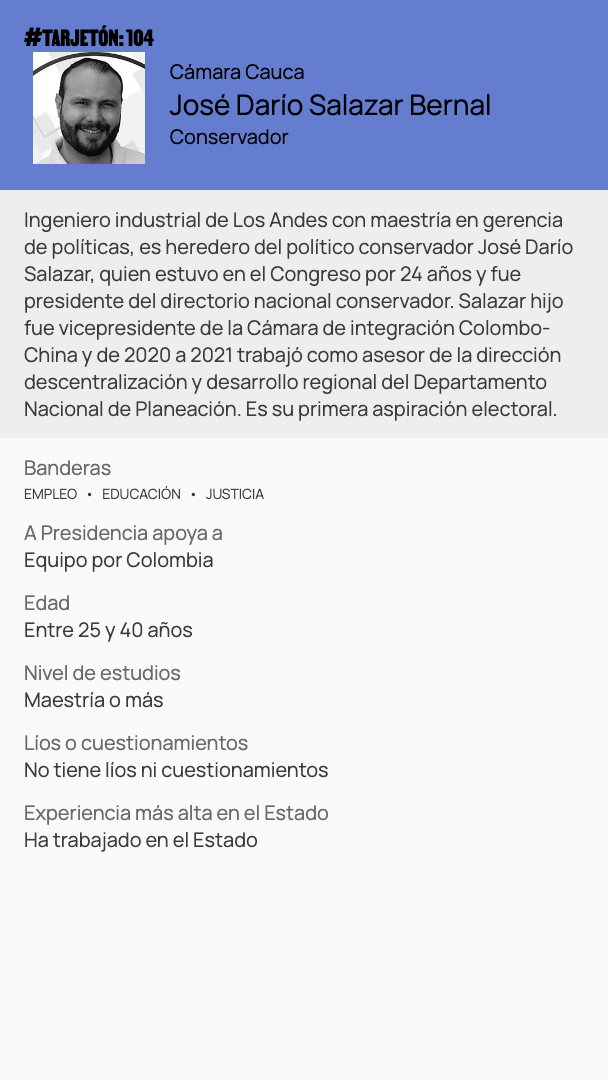 #TARJETÓN: 104
Cámara Cauca
José Darío Salazar Bernal
Conservador
Ingeniero industrial de Los Andes con maestría en gerencia
de políticas, es heredero del político conservador José Darío
Salazar, quien estuvo en el Congreso por 24 años y fue
presidente del directorio nacional conservador. Salazar hijo
fue vicepresidente de la Cámara de integración Colombo-
China y de 2020 a 2021 trabajó como asesor de la dirección
descentralización y desarrollo regional del Departamento
Nacional de Planeación. Es su primera aspiración electoral.
Banderas
EMPLEO • EDUCACIÓN • JUSTICIA
A Presidencia apoya a
Equipo por Colombia
Edad
Entre 25 y 40 años
Nivel de estudios
Maestría o más
Líos o cuestionamientos
No tiene líos ni cuestionamientos
Experiencia más alta en el Estado
Ha trabajado en el Estado